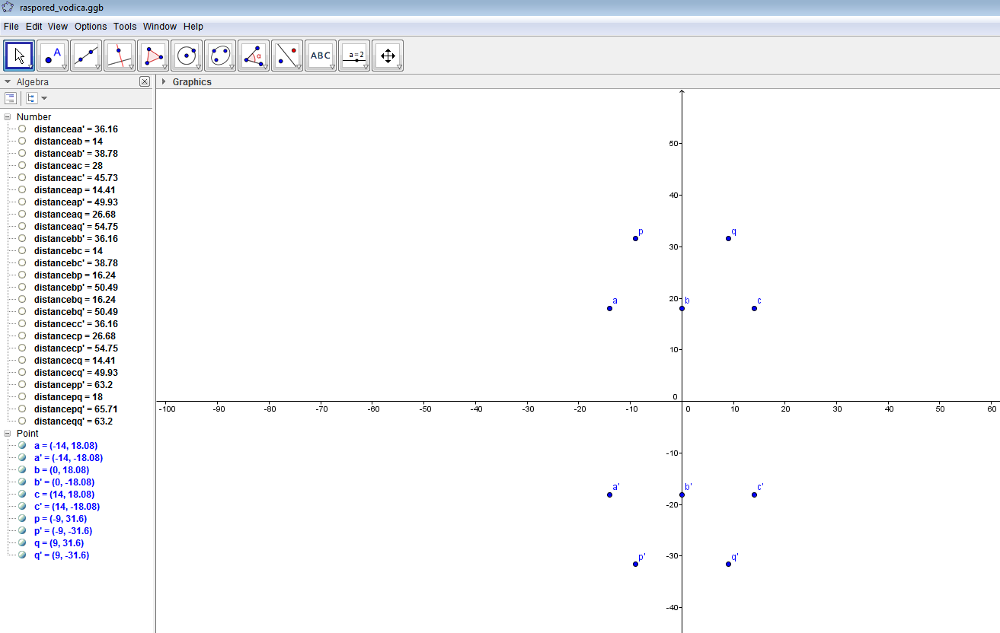 raspored_vodica.ggb
File Edit View Options Tools Window Help
A α ABC a=2
Algebra
Graphics
Number
distanceaa' = 36.16
distanceab = 14
distanceab' = 38.78
distanceac = 28
distanceac' = 45.73
distanceap = 14.41
distanceap' = 49.93
distanceaq = 26.68
distanceaq' = 54.75
distancebb' = 36.16
distancebc = 14
distancebc' = 38.78
distancebp = 16.24
distancebp' = 50.49
distancebq = 16.24
distancebq' = 50.49
distancecc' = 36.16
distancecp = 26.68
distancecp' = 54.75
distancecq = 14.41
distancecq' = 49.93
distancepp' = 63.2
distancepq = 18
distancepq' = 65.71
distanceqq' = 63.2
Point
a = (-14, 18.08)
a' = (-14, -18.08)
b = (0, 18.08)
b' = (0, -18.08)
c = (14, 18.08)
c' = (14, -18.08)
p = (-9, 31.6)
p' = (-9, -31.6)
q = (9, 31.6)
q' = (9, -31.6)
50
40
p q
30
20
a b c
10
0
-100 -90 -80 -70 -60 -50 -40 -30 -20 -10 0 10 20 30 40 50 60
-10
a' b' c'
-20
-30
p' q'
-40